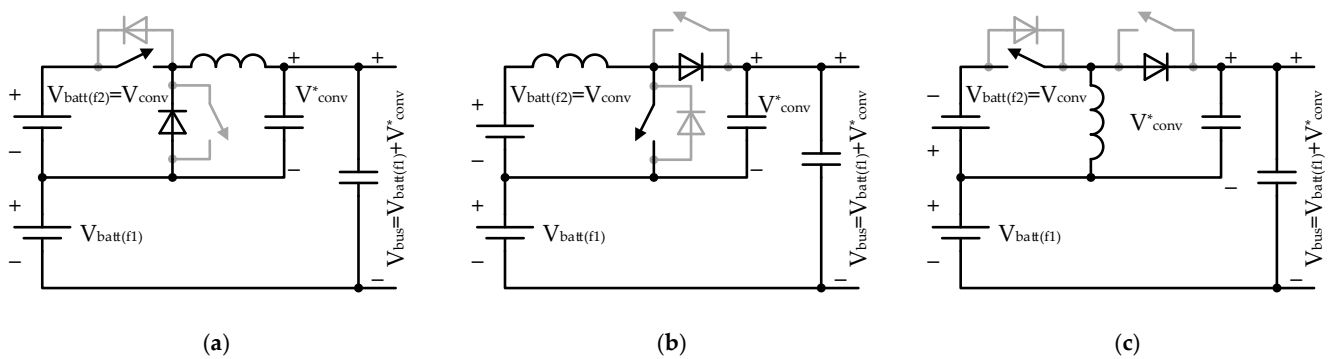 + V_batt(f2)=V_conv + V*_conv +
−
−
+ V_batt(f1)
−
−
V_bus=V_batt(f1)+V*_conv
(a)
+ V_batt(f2)=V_conv + V*_conv +
−
−
+ V_batt(f1)
−
−
V_bus=V_batt(f1)+V*_conv
(b)
− V_batt(f2)=V_conv + V*_conv +
+
−
+ V_batt(f1)
−
−
V_bus=V_batt(f1)+V*_conv
(c)